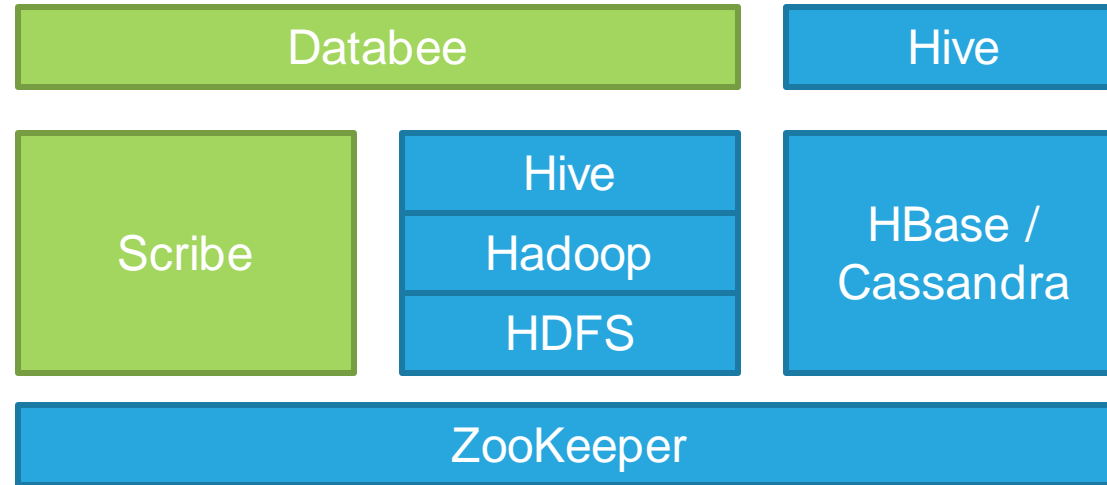 Databee
Hive
Scribe
Hive
Hadoop
HDFS
HBase /
Cassandra
ZooKeeper